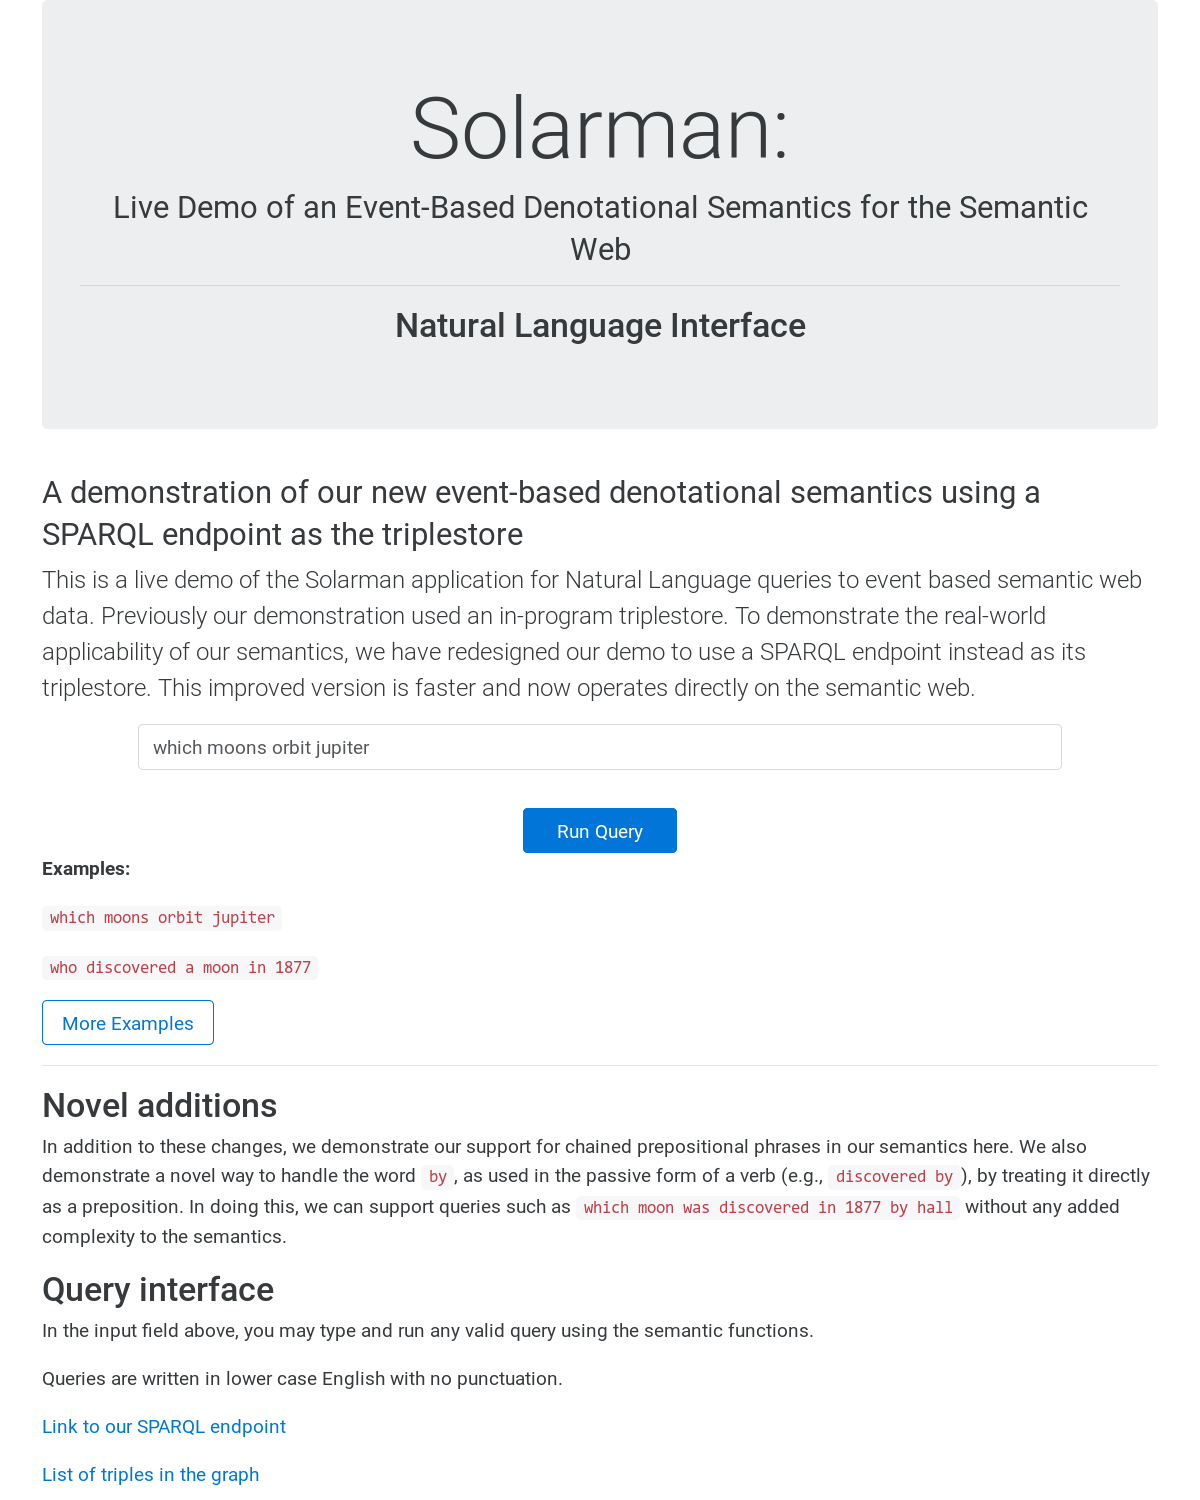 Solarman:
Live Demo of an Event-Based Denotational Semantics for the Semantic
Web
Natural Language Interface
A demonstration of our new event-based denotational semantics using a
SPARQL endpoint as the triplestore
This is a live demo of the Solarman application for Natural Language queries to event based semantic web
data. Previously our demonstration used an in-program triplestore. To demonstrate the real-world
applicability of our semantics, we have redesigned our demo to use a SPARQL endpoint instead as its
triplestore. This improved version is faster and now operates directly on the semantic web.
which moons orbit jupiter
Run Query
Examples:
which moons orbit jupiter
who discovered a moon in 1877
More Examples
Novel additions
In addition to these changes, we demonstrate our support for chained prepositional phrases in our semantics here. We also
demonstrate a novel way to handle the word by, as used in the passive form of a verb (e.g., discovered by), by treating it directly
as a preposition. In doing this, we can support queries such as which moon was discovered in 1877 by hall without any added
complexity to the semantics.
Query interface
In the input field above, you may type and run any valid query using the semantic functions.
Queries are written in lower case English with no punctuation.
Link to our SPARQL endpoint
List of triples in the graph